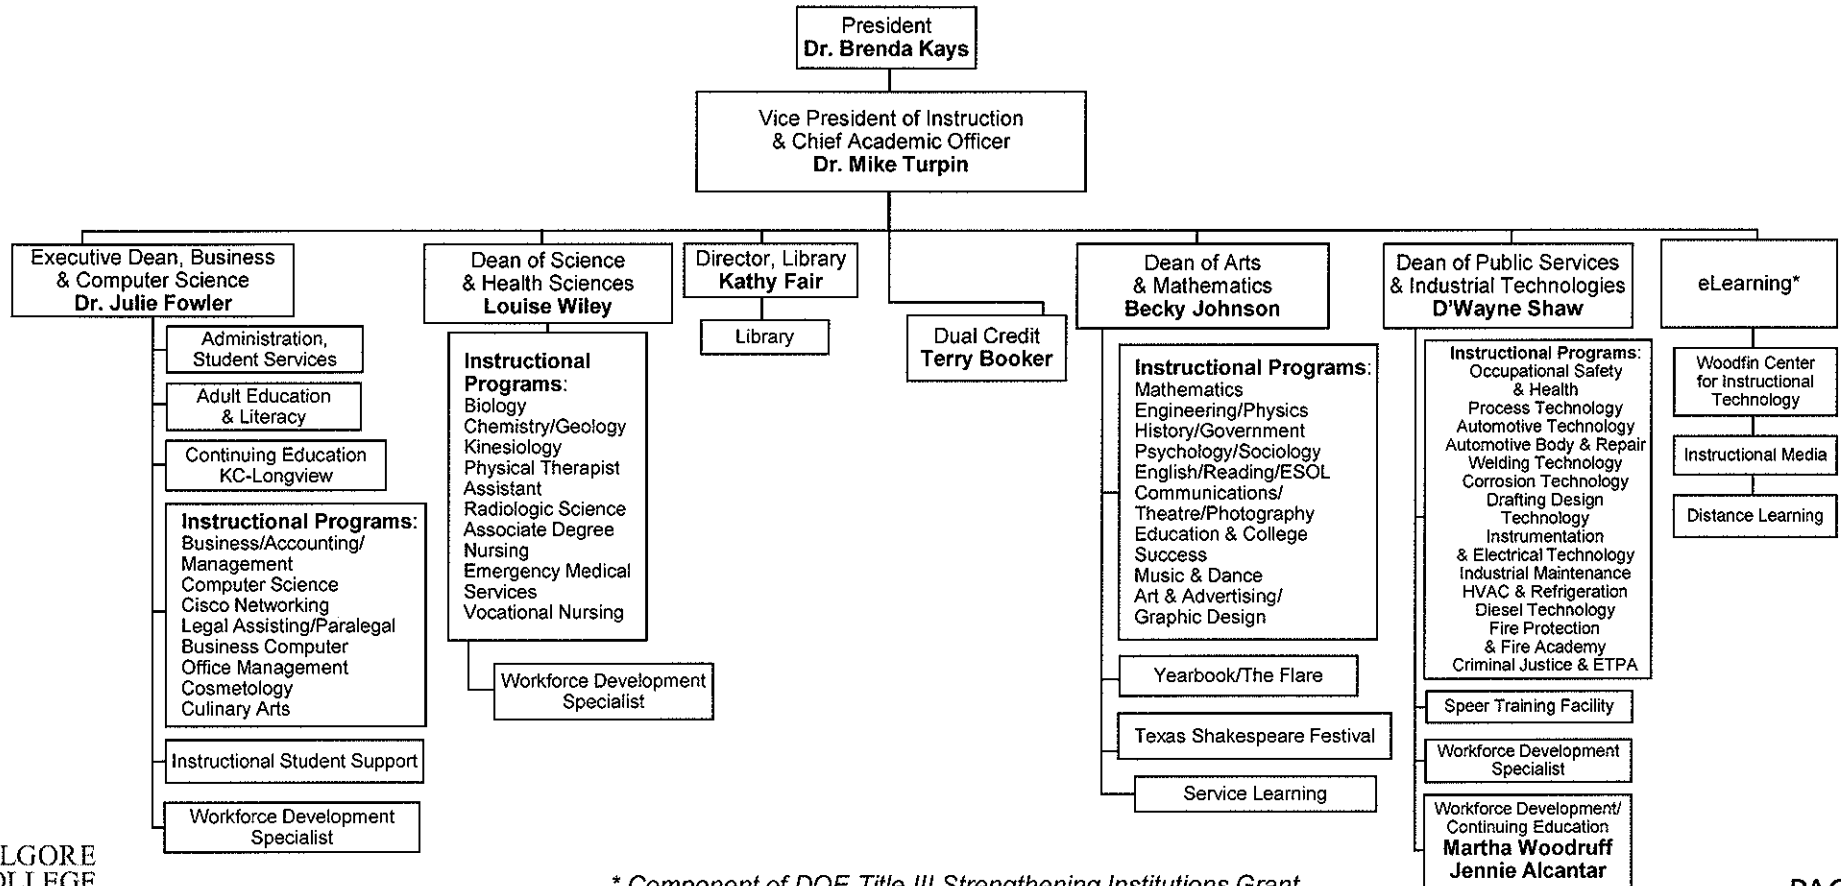 President
Dr. Brenda Kays
Vice President of Instruction
& Chief Academic Officer
Dr. Mike Turpin
Executive Dean, Business
& Computer Science
Dr. Julie Fowler
Administration,
Student Services
Adult Education
& Literacy
Continuing Education
KC-Longview
Instructional Programs:
Business/Accounting/
Management
Computer Science
Cisco Networking
Legal Assisting/Paralegal
Business Computer
Office Management
Cosmetology
Culinary Arts
Instructional Student Support
Workforce Development
Specialist
Dean of Science
& Health Sciences
Louise Wiley
Instructional
Programs:
Biology
Chemistry/Geology
Kinesiology
Physical Therapist
Assistant
Radiologic Science
Associate Degree
Nursing
Emergency Medical
Services
Vocational Nursing
Workforce Development
Specialist
Director, Library
Kathy Fair
Library
Dual Credit
Terry Booker
Dean of Arts
& Mathematics
Becky Johnson
Instructional Programs:
Mathematics
Engineering/Physics
History/Government
Psychology/Sociology
English/Reading/ESOL
Communications/
Theatre/Photography
Education & College
Success
Music & Dance
Art & Advertising/
Graphic Design
Yearbook/The Flare
Texas Shakespeare Festival
Service Learning
Dean of Public Services
& Industrial Technologies
D'Wayne Shaw
Instructional Programs:
Occupational Safety
& Health
Process Technology
Automotive Technology
Automotive Body & Repair
Welding Technology
Corrosion Technology
Drafting Design
Technology
Instrumentation
& Electrical Technology
Industrial Maintenance
HVAC & Refrigeration
Diesel Technology
Fire Protection
& Fire Academy
Criminal Justice & ETPA
Speer Training Facility
Workforce Development
Specialist
Workforce Development/
Continuing Education
Martha Woodruff
Jennie Alcantar
eLearning*
Woodfin Center
for Instructional
Technology
Instructional Media
Distance Learning
LGORE
* Component of DOE Title III Strengthening Institutions Grant